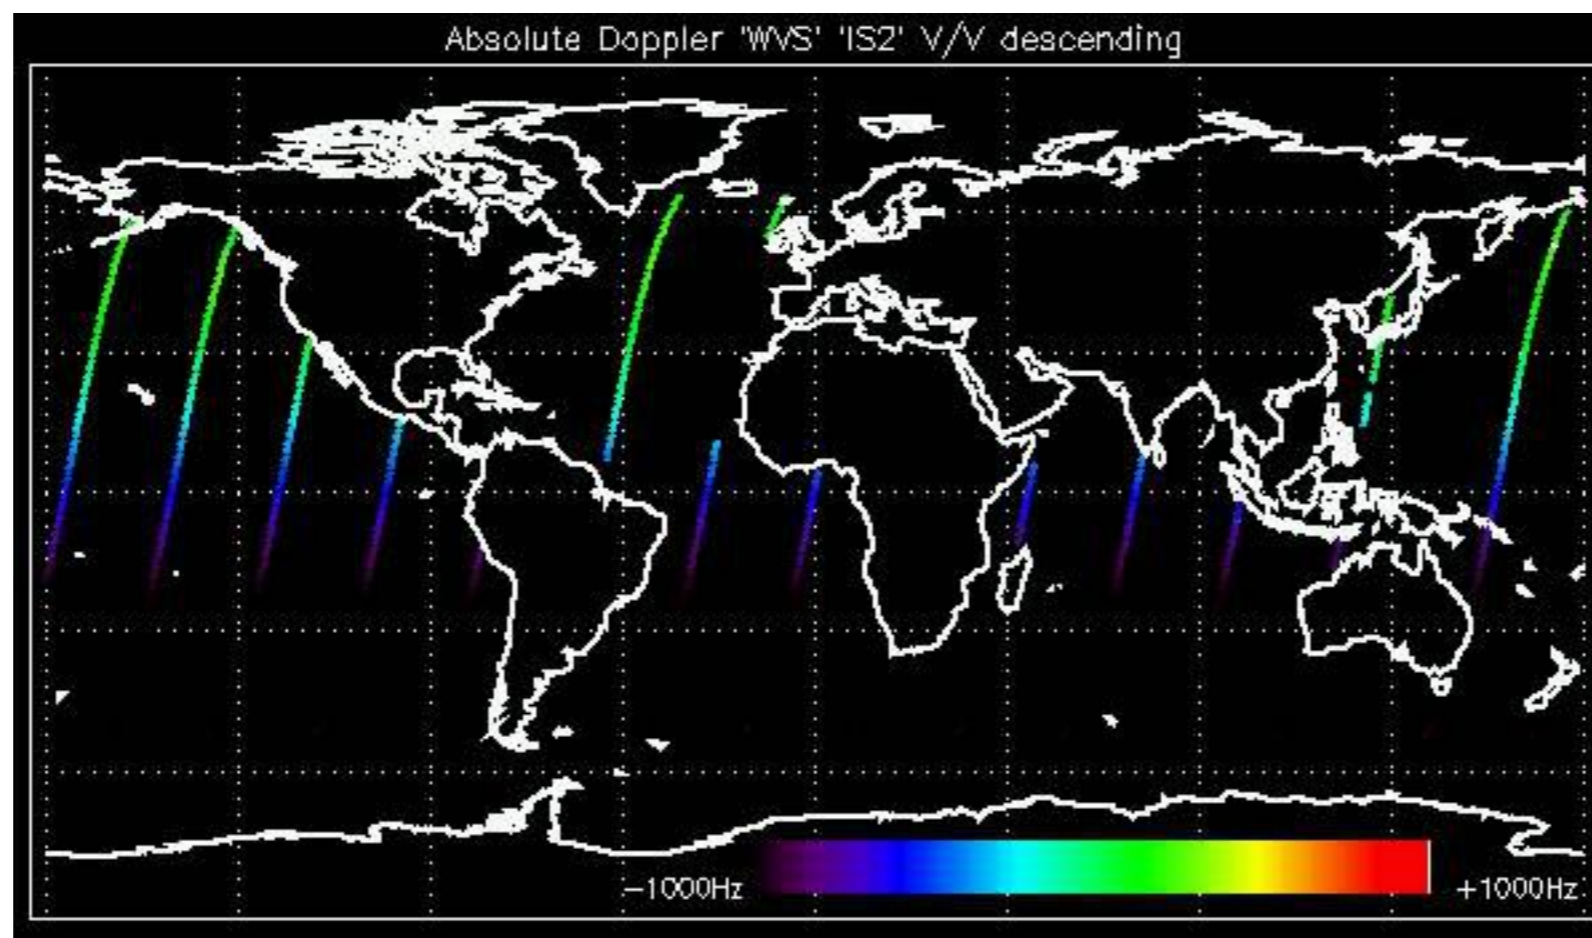 Absolute Doppler 'WVS' 'IS2' V/V descending
−1000Hz +1000Hz